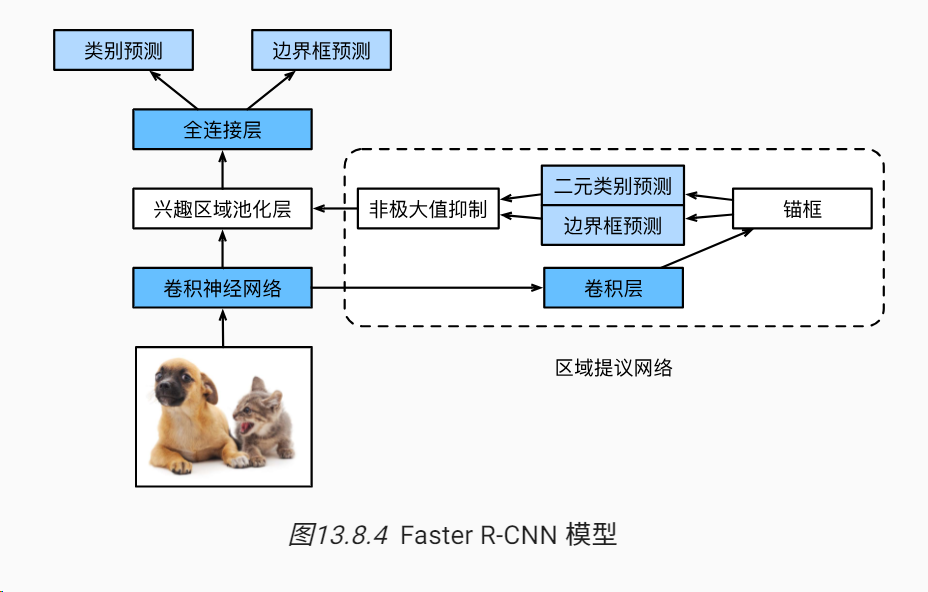 类别预测
边界框预测
全连接层
兴趣区域池化层
非极大值抑制
二元类别预测
边界框预测
锚框
卷积神经网络
卷积层
区域提议网络
图13.8.4 Faster R-CNN 模型